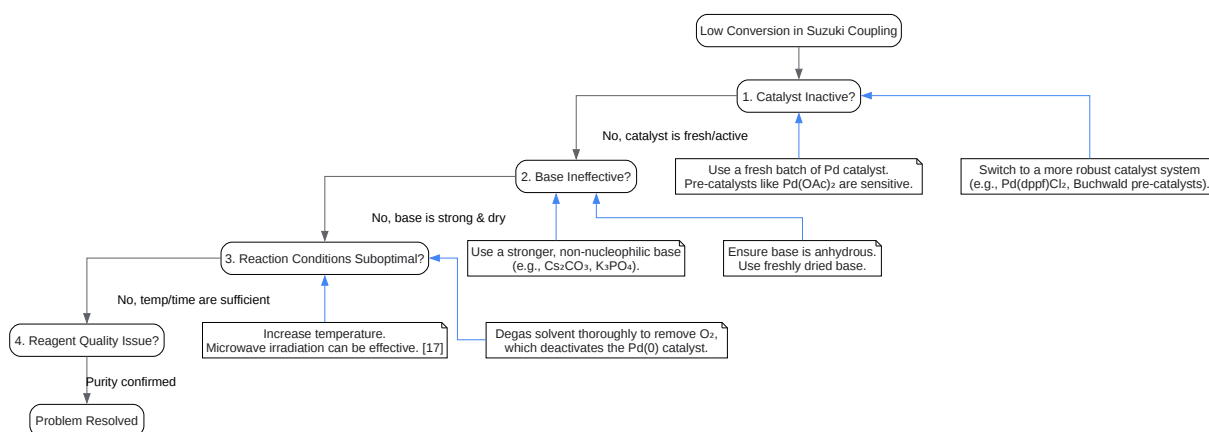 Low Conversion in Suzuki Coupling
1. Catalyst Inactive?
No, catalyst is fresh/active
Use a fresh batch of Pd catalyst.
Pre-catalysts like Pd(OAc)₂ are sensitive.
Switch to a more robust catalyst system
(e.g., Pd(dppf)Cl₂, Buchwald pre-catalysts).
2. Base Ineffective?
No, base is strong & dry
Use a stronger, non-nucleophilic base
(e.g., Cs₂CO₃, K₃PO₄).
Ensure base is anhydrous.
Use freshly dried base.
3. Reaction Conditions Suboptimal?
No, temp/time are sufficient
Increase temperature.
Microwave irradiation can be effective. [17]
Degas solvent thoroughly to remove O₂,
which deactivates the Pd(0) catalyst.
4. Reagent Quality Issue?
Purity confirmed
Problem Resolved